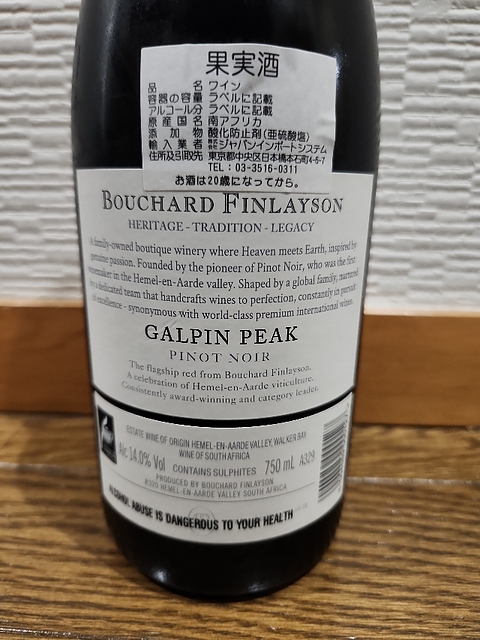 果実酒
品 名 ワイン
容器の容量 ラベルに記載
アルコール分 ラベルに記載
原産国名 南アフリカ
添加物 酸化防止剤(亜硫酸塩)
輸入業者 株式会社ジャパンインポートシステム
住所及引取先 東京都中央区日本橋本石町4-5-7
TEL:03-3516-0311
お酒は20歳になってから。
BOUCHARD FINLAYSON
HERITAGE - TRADITION - LEGACY
A family-owned boutique winery where Heaven meets Earth, inspired by
genuine passion. Founded by the pioneer of Pinot Noir, who was the first
winemaker in the Hemel-en-Aarde valley. Shaped by a global family, nurtured
by a dedicated team that handcrafts wines to perfection, constantly in pursuit
of excellence - synonymous with world-class premium international wines.
GALPIN PEAK
PINOT NOIR
The flagship red from Bouchard Finlayson.
A celebration of Hemel-en-Aarde viticulture.
Consistently award-winning and category leader.
ESTATE WINE OF ORIGIN HEMEL-EN-AARDE VALLEY, WALKER BAY
WINE OF SOUTH AFRICA
Alc 14.0% Vol CONTAINS SULPHITES 750 mL A329
PRODUCED BY BOUCHARD FINLAYSON
R320 HEMEL-EN-AARDE VALLEY SOUTH AFRICA
ALCOHOL ABUSE IS DANGEROUS TO YOUR HEALTH